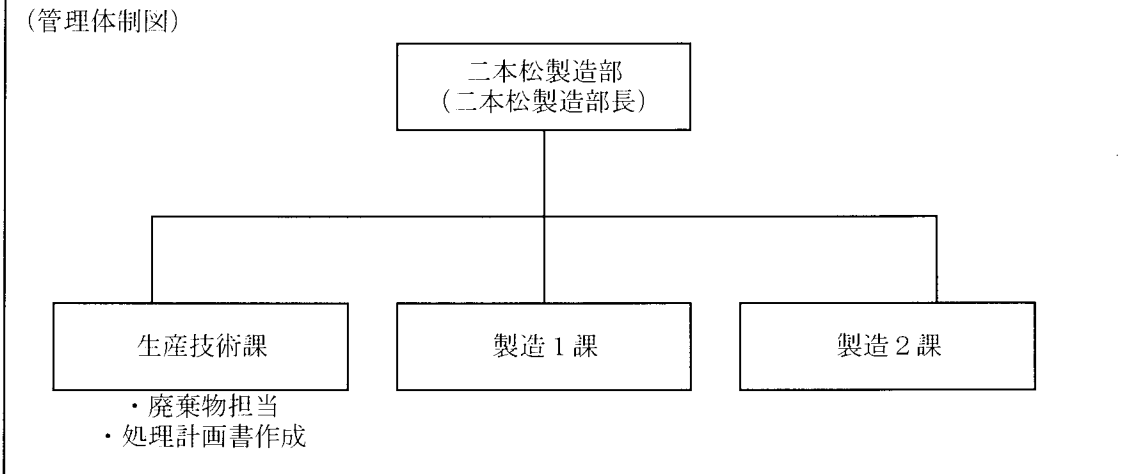 （管理体制図）
二本松製造部
（二本松製造部長）
生産技術課
製造１課
製造２課
・廃棄物担当
・処理計画書作成